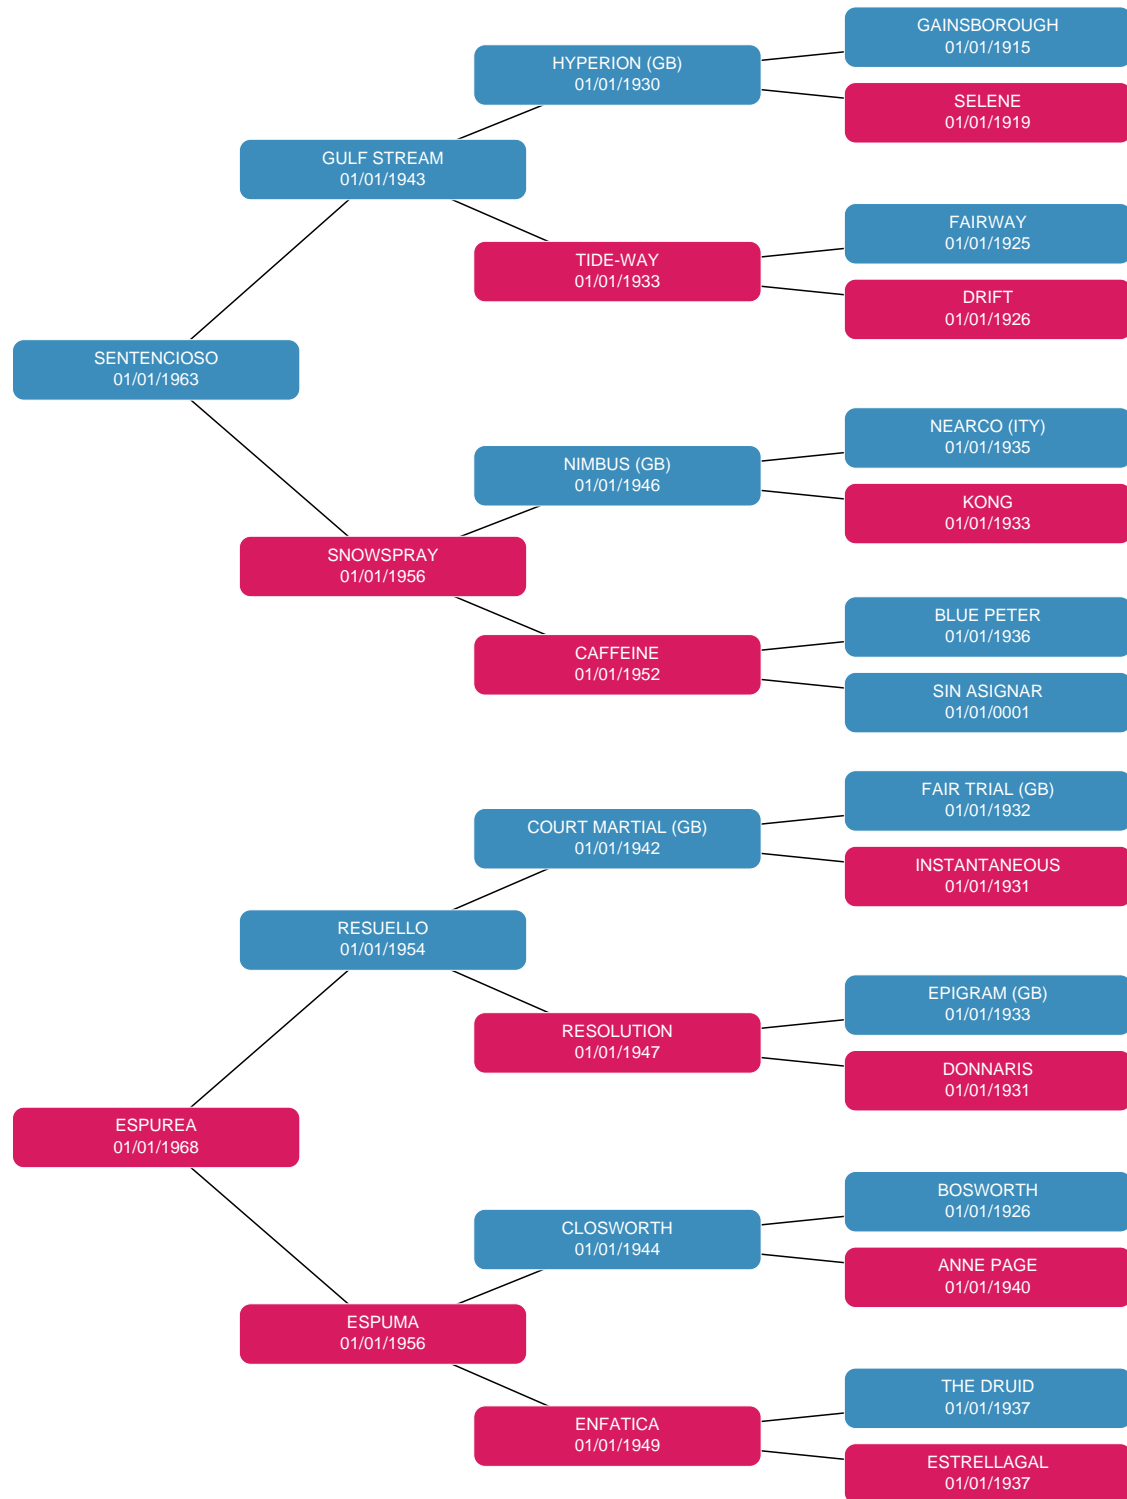 GAINSBOROUGH
01/01/1915
HYPERION (GB)
01/01/1930
SELENE
01/01/1919
GULF STREAM
01/01/1943
FAIRWAY
01/01/1925
TIDE-WAY
01/01/1933
DRIFT
01/01/1926
SENTENCIOSO
01/01/1963
NEARCO (ITY)
01/01/1935
NIMBUS (GB)
01/01/1946
KONG
01/01/1933
SNOWSPRAY
01/01/1956
BLUE PETER
01/01/1936
CAFFEINE
01/01/1952
SIN ASIGNAR
01/01/0001
FAIR TRIAL (GB)
01/01/1932
COURT MARTIAL (GB)
01/01/1942
INSTANTANEOUS
01/01/1931
RESUELLO
01/01/1954
EPIGRAM (GB)
01/01/1933
RESOLUTION
01/01/1947
DONNARIS
01/01/1931
ESPUREA
01/01/1968
BOSWORTH
01/01/1926
CLOSWORTH
01/01/1944
ANNE PAGE
01/01/1940
ESPUMA
01/01/1956
THE DRUID
01/01/1937
ENFATICA
01/01/1949
ESTRELLAGAL
01/01/1937